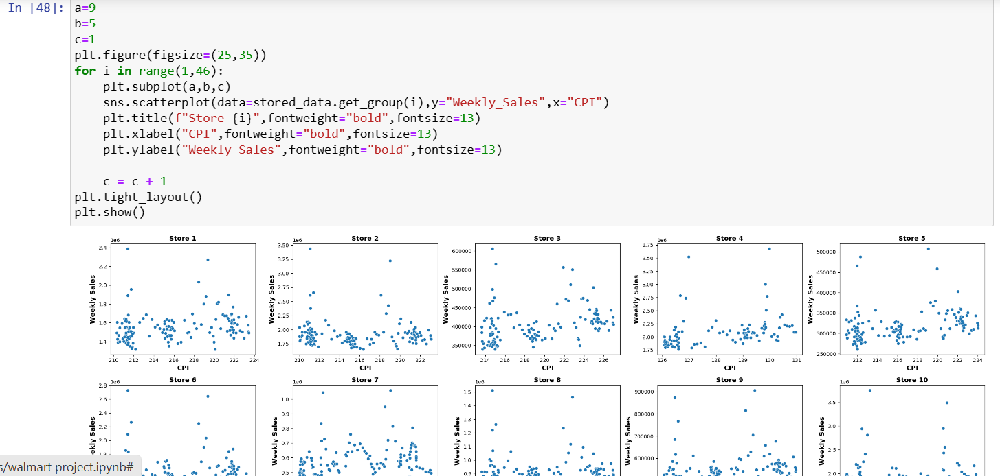 In [48]:
a=9
b=5
c=1
plt.figure(figsize=(25,35))
for i in range(1,46):
    plt.subplot(a,b,c)
    sns.scatterplot(data=stored_data.get_group(i),y="Weekly_Sales",x="CPI")
    plt.title(f"Store {i}",fontweight="bold",fontsize=13)
    plt.xlabel("CPI",fontweight="bold",fontsize=13)
    plt.ylabel("Weekly Sales",fontweight="bold",fontsize=13)
    c = c + 1
plt.tight_layout()
plt.show()
Store 1
1e6
2.4
2.2
2.0
1.8
1.6
1.4
Weekly Sales
210 212 214 216 218 220 222 224
CPI
Store 2
1e6
3.50
3.25
3.00
2.75
2.50
2.25
2.00
1.75
Weekly Sales
210 212 214 216 218 220 222
CPI
Store 3
600000
550000
500000
450000
400000
350000
Weekly Sales
214 216 218 220 222 224 226
CPI
Store 4
1e6
3.75
3.50
3.25
3.00
2.75
2.50
2.25
2.00
1.75
Weekly Sales
126 127 128 129 130 131
CPI
Store 5
500000
450000
400000
350000
300000
250000
Weekly Sales
212 214 216 218 220 222 224
CPI
Store 6
1e6
2.8
2.6
2.4
2.2
2.0
1.8
Weekly Sales
Store 7
1.0
0.9
0.8
0.7
0.6
0.5
Weekly Sales
Store 8
1e6
1.5
1.4
1.3
1.2
1.1
1.0
0.9
Weekly Sales
Store 9
900000
800000
700000
600000
Weekly Sales
Store 10
1e6
3.5
3.0
2.5
2.0
Weekly Sales
s/walmart project.ipynb#